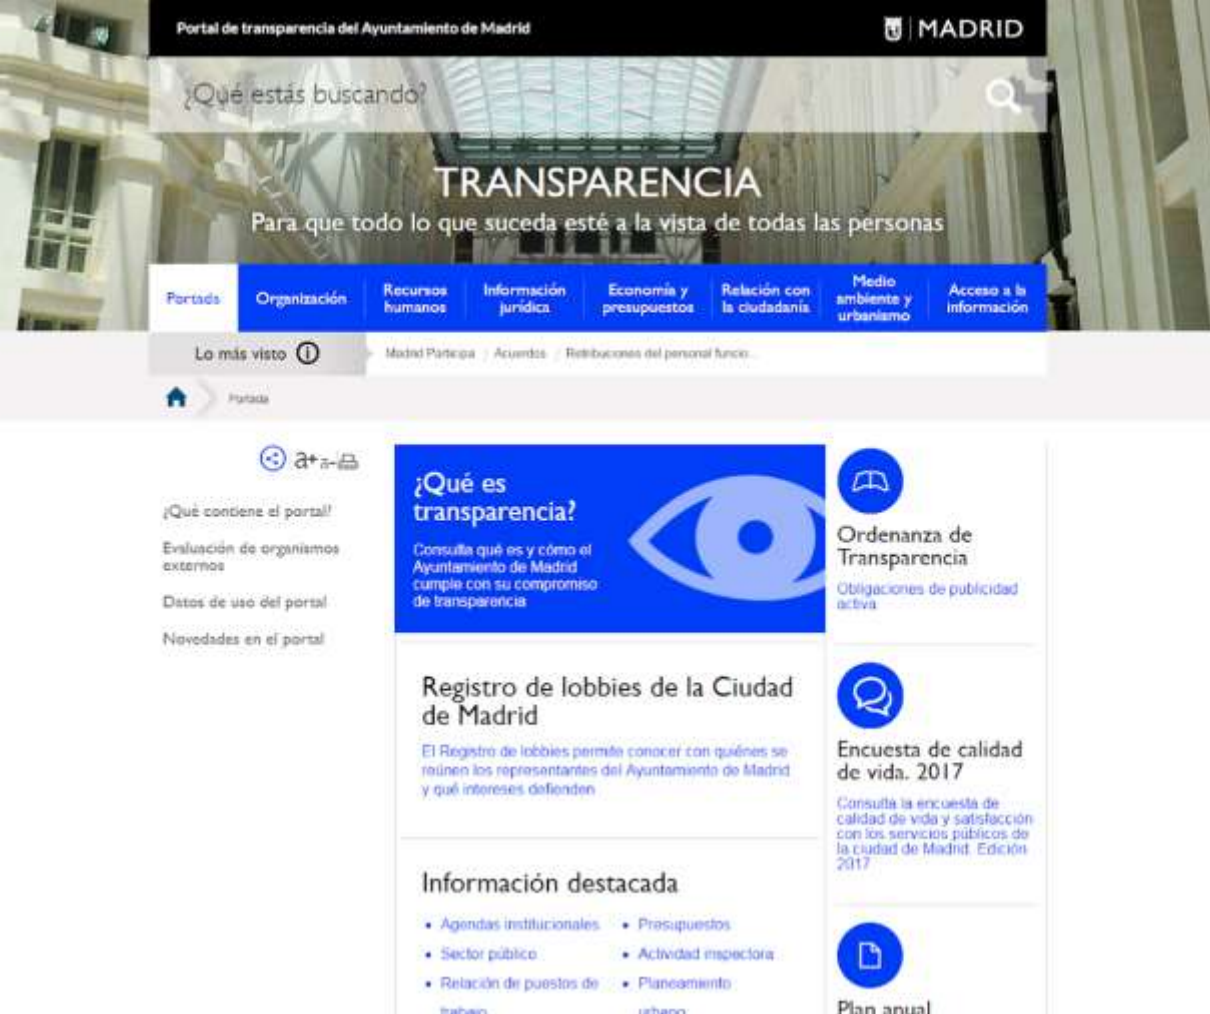 Portal de transparencia del Ayuntamiento de Madrid
MADRID
¿Qué estás buscando?
TRANSPARENCIA
Para que todo lo que suceda esté a la vista de todas las personas
Portada
Organización
Recursos
humanos
Información
jurídica
Economía y
presupuestos
Relación con
la ciudadanía
Medio
ambiente y
urbanismo
Acceso a la
información
Lo más visto
Madrid Participa / Acuerdos / Retribuciones del personal funcio...
Portada
a+ a-
¿Qué contiene el portal?
Evaluación de organismos
externos
Datos de uso del portal
Novedades en el portal
¿Qué es
transparencia?
Consulta qué es y cómo el
Ayuntamiento de Madrid
cumple con su compromiso
de transparencia
Registro de lobbies de la Ciudad
de Madrid
El Registro de lobbies permite conocer con quiénes se
reúnen los representantes del Ayuntamiento de Madrid
y qué intereses defienden
Información destacada
• Agendas institucionales
• Sector público
• Relación de puestos de
trabajo
• Presupuestos
• Actividad inspectora
• Planeamiento
urbano
Ordenanza de
Transparencia
Obligaciones de publicidad
activa
Encuesta de calidad
de vida. 2017
Consulta la encuesta de
calidad de vida y satisfacción
con los servicios públicos de
la ciudad de Madrid. Edición
2017
Plan anual